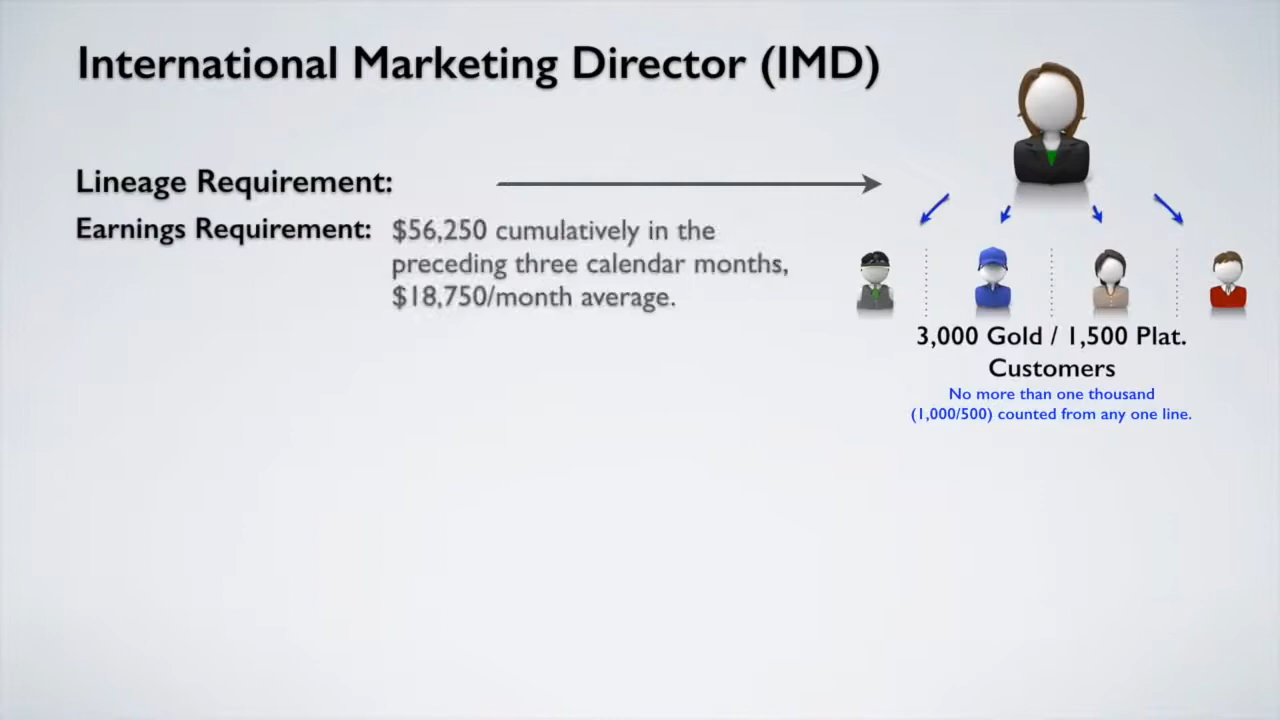 International Marketing Director (IMD)
Lineage Requirement:
Earnings Requirement: $56,250 cumulatively in the
preceding three calendar months,
$18,750/month average.
3,000 Gold / 1,500 Plat.
Customers
No more than one thousand
(1,000/500) counted from any one line.